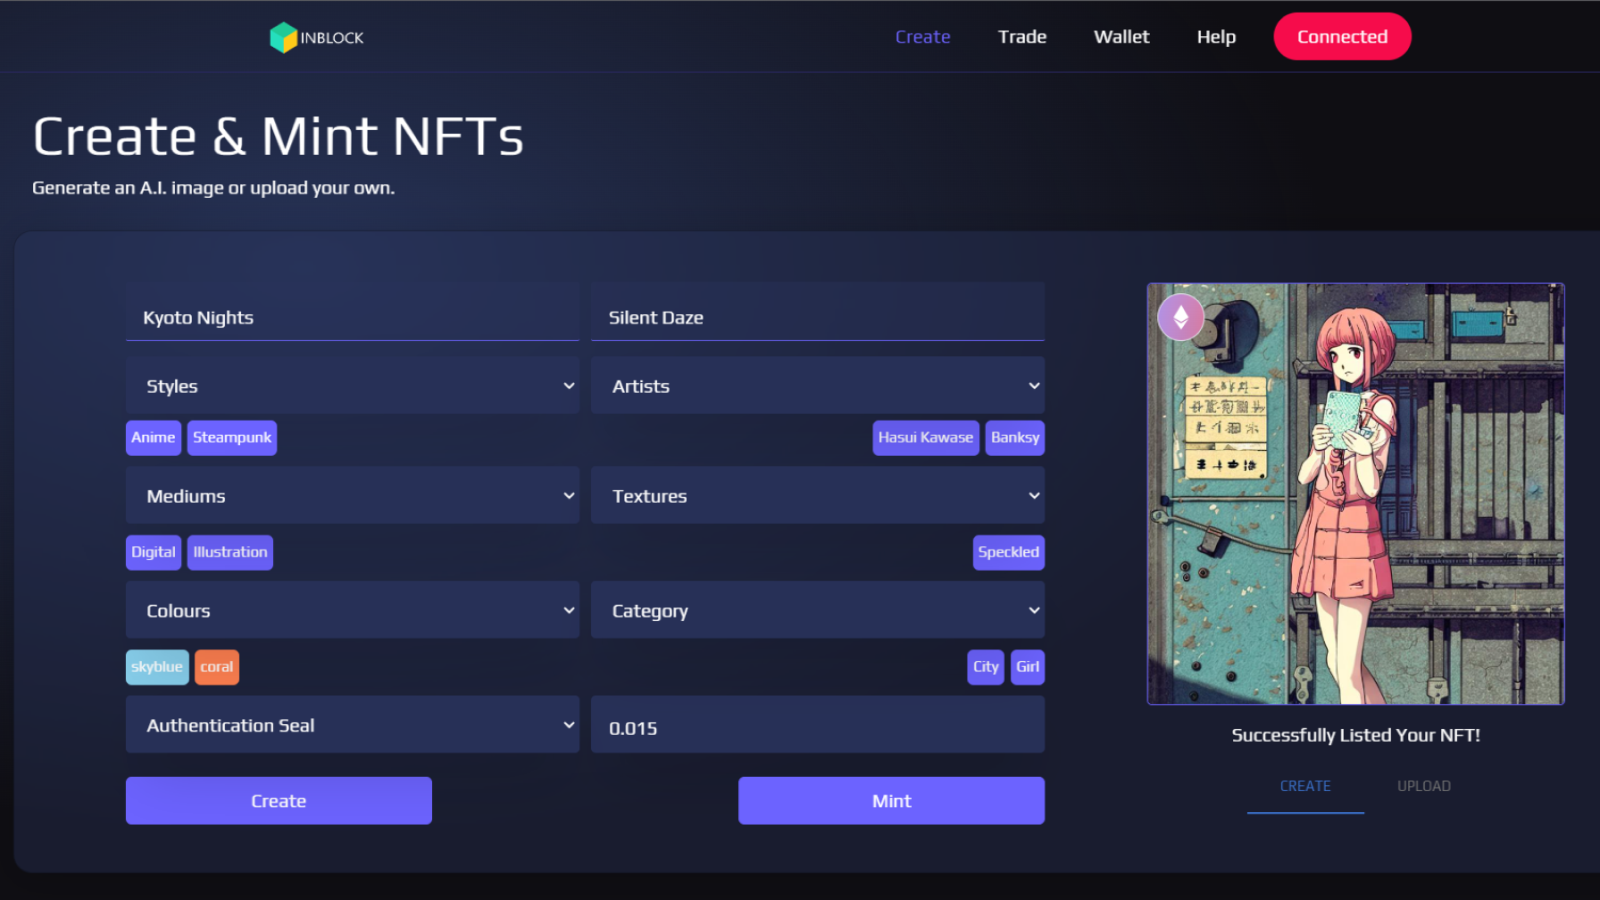 INBLOCK
Create Trade Wallet Help Connected
Create & Mint NFTs
Generate an A.I. image or upload your own.
Kyoto Nights Silent Daze
Styles Artists
Anime Steampunk Hasui Kawase Banksy
Mediums Textures
Digital Illustration Speckled
Colours Category
skyblue coral City Girl
Authentication Seal 0.015
Create Mint
Successfully Listed Your NFT!
CREATE UPLOAD